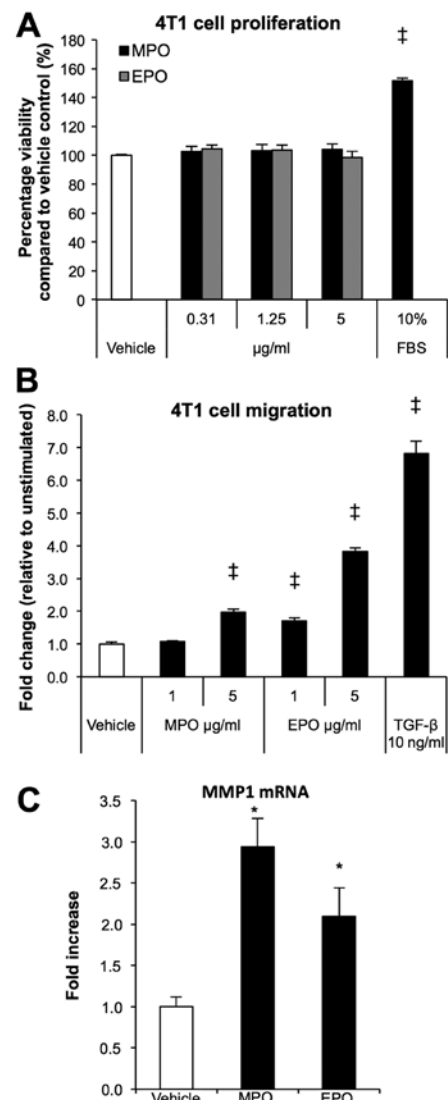 A
4T1 cell proliferation
MPO
EPO
Percentage viability
compared to vehicle control (%)
180
160
140
120
100
80
60
40
20
0
‡
0.31
1.25
5
10%
Vehicle
µg/ml
FBS
B
4T1 cell migration
Fold change (relative to unstimulated)
8.0
7.0
6.0
5.0
4.0
3.0
2.0
1.0
0.0
‡
‡
‡
‡
1
5
1
5
Vehicle
MPO µg/ml
EPO µg/ml
TGF-β
10 ng/ml
C
MMP1 mRNA
Fold increase
3.5
3.0
2.5
2.0
1.5
1.0
0.5
0.0
*
*
Vehicle
MPO
EPO